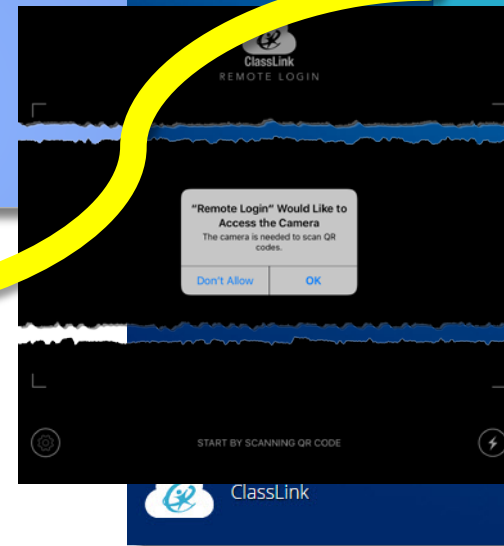 ClassLink
REMOTE LOGIN
"Remote Login" Would Like to
Access the Camera
The camera is needed to scan QR
codes.
Don't Allow
OK
START BY SCANNING QR CODE
ClassLink